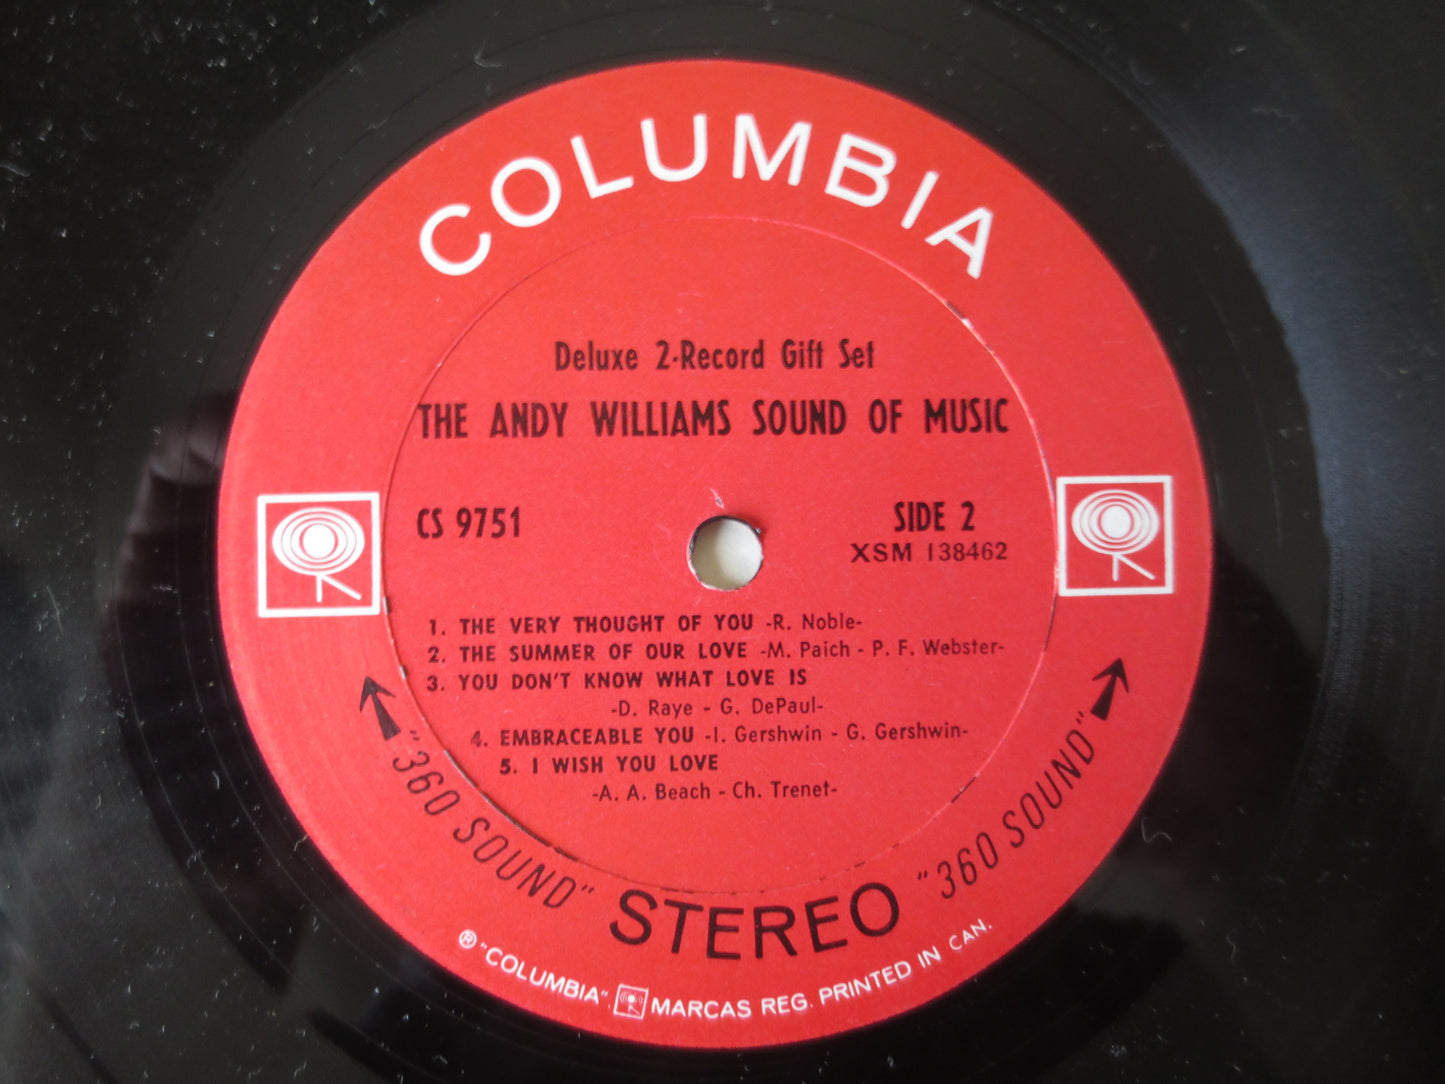 COLUMBIA
Deluxe 2-Record Gift Set
THE ANDY WILLIAMS SOUND OF MUSIC
CS 9751
SIDE 2
XSM 138462
1. THE VERY THOUGHT OF YOU -R. Noble-
2. THE SUMMER OF OUR LOVE -M. Paich - P. F. Webster-
3. YOU DON'T KNOW WHAT LOVE IS
-D. Raye - G. DePaul-
4. EMBRACEABLE YOU -I. Gershwin - G. Gershwin-
5. I WISH YOU LOVE
-A. A. Beach - Ch. Trenet-
"360 SOUND" STEREO "360 SOUND"
® "COLUMBIA". MARCAS REG. PRINTED IN CAN.